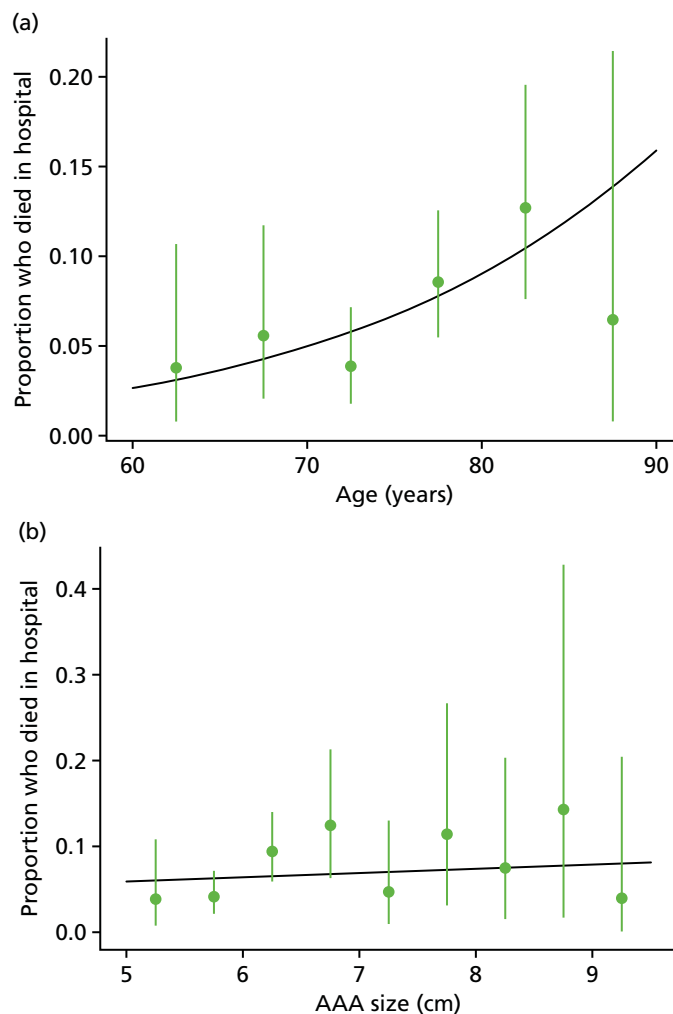 (a)
Proportion who died in hospital
0.20
0.15
0.10
0.05
0.00
60 70 80 90
Age (years)
(b)
Proportion who died in hospital
0.4
0.3
0.2
0.1
0.0
5 6 7 8 9
AAA size (cm)